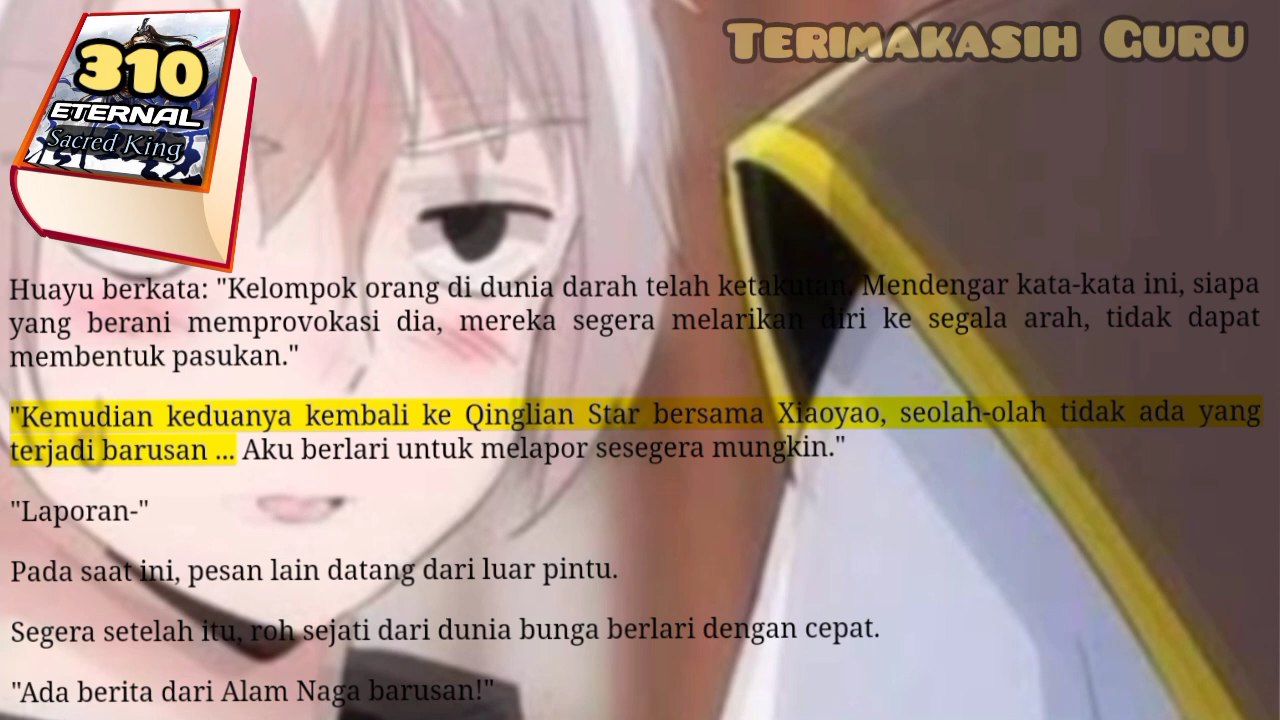 310
ETERNAL
Sacred King
TERIMAKASIH GURU
Huayu berkata: "Kelompok orang di dunia darah telah ketakutan. Mendengar kata-kata ini, siapa
yang berani memprovokasi dia, mereka segera melarikan diri ke segala arah, tidak dapat
membentuk pasukan."
"Kemudian keduanya kembali ke Qinglian Star bersama Xiaoyao, seolah-olah tidak ada yang
terjadi barusan ... Aku berlari untuk melapor sesegera mungkin."
"Laporan-"
Pada saat ini, pesan lain datang dari luar pintu.
Segera setelah itu, roh sejati dari dunia bunga berlari dengan cepat.
"Ada berita dari Alam Naga barusan!"